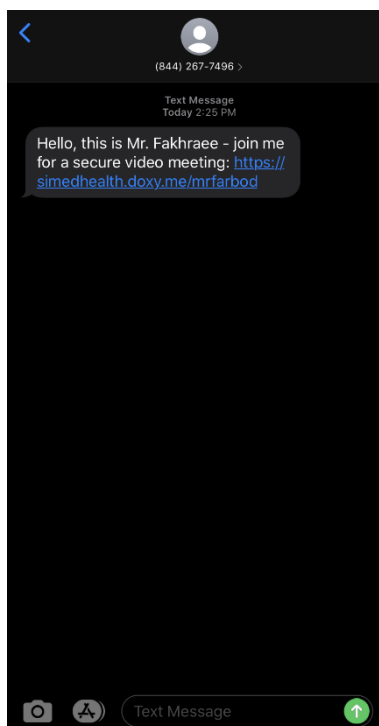 (844) 267-7496 >
Text Message
Today 2:25 PM
Hello, this is Mr. Fakhraee - join me
for a secure video meeting: https://
simedhealth.doxy.me/mrfarbod
Text Message